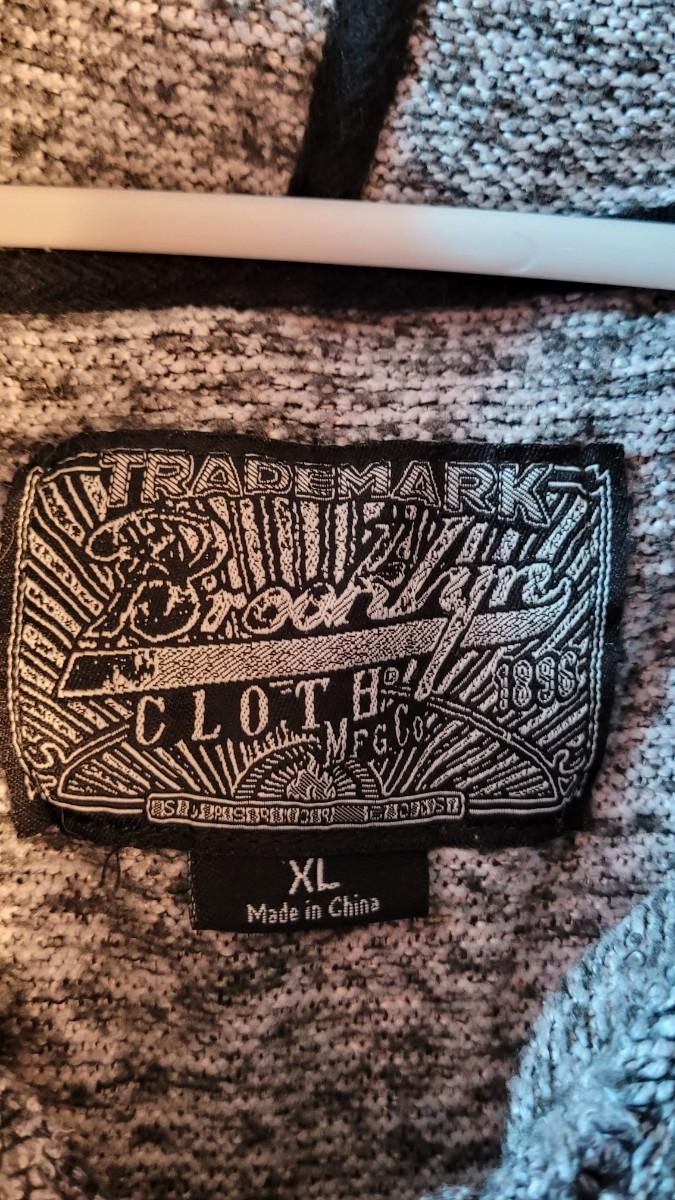 TRADEMARK
Brooklyn
CLOTH
MFG.Co.
1898
XL
Made in China